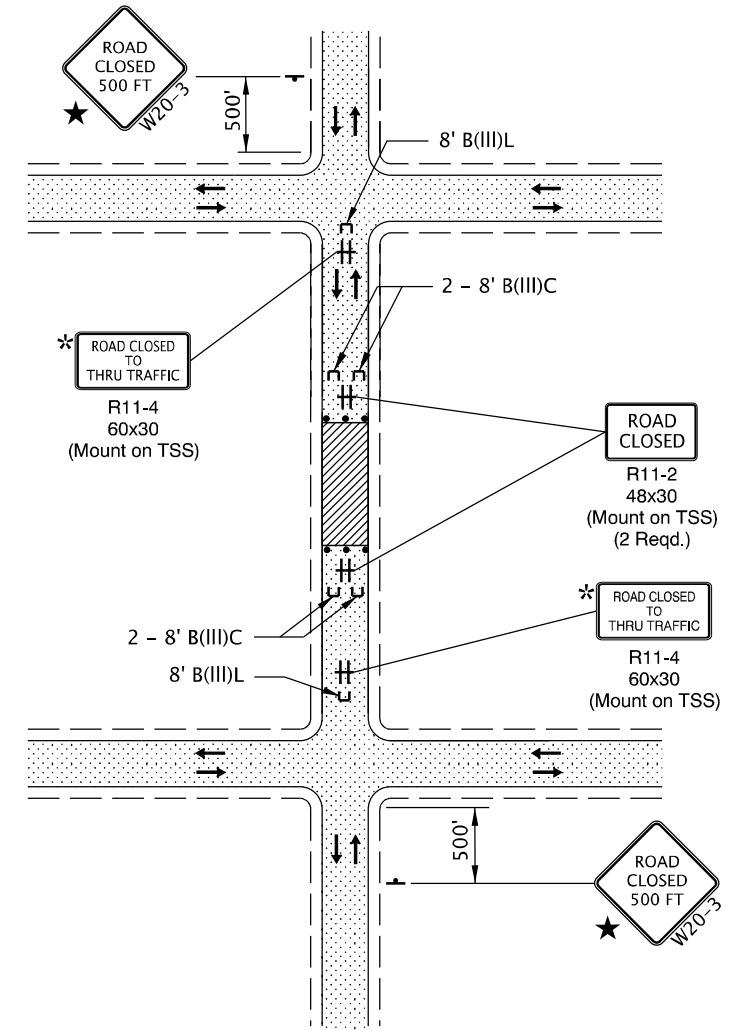 ROAD
CLOSED
500 FT
W20-3
★
500'
8' B(III)L
2 - 8' B(III)C
* ROAD CLOSED
TO
THRU TRAFFIC
R11-4
60x30
(Mount on TSS)
ROAD
CLOSED
R11-2
48x30
(Mount on TSS)
(2 Reqd.)
* ROAD CLOSED
TO
THRU TRAFFIC
R11-4
60x30
(Mount on TSS)
2 - 8' B(III)C
8' B(III)L
500'
ROAD
CLOSED
500 FT
W20-3
★